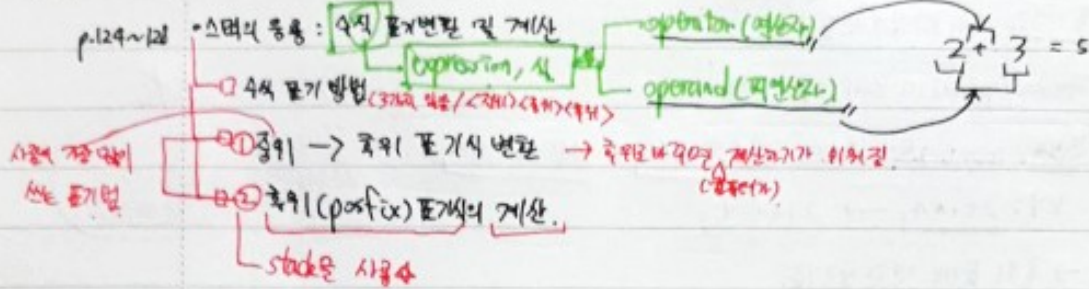 p.124~128 • 스택의 응용 : 수식 표기변환 및 계산
operator (연산자)
expression, 식
operand (피연산자)
2 + 3 = 5
수식 표기 방법 (3가지 있음 / <전위> <중위> <후위>
① 중위 → 후위 표기식 변환 → 후위로 바꾸면 계산하기가 쉬워짐.
(컴퓨터가)
사람이 가장 많이
쓰는 표기법
② 후위(postfix) 표기식의 계산.
stack을 사용